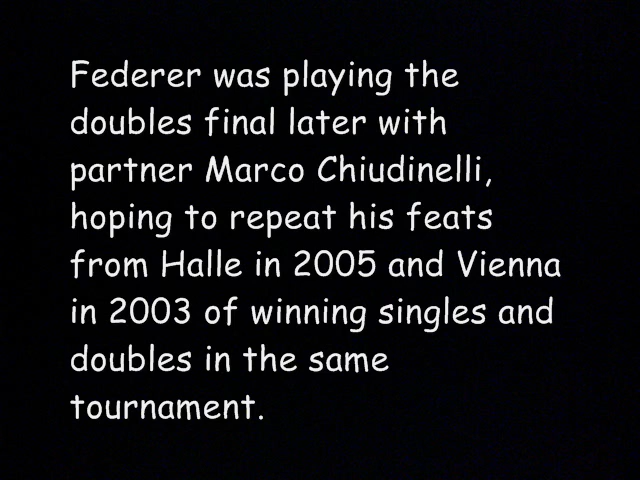 Federer was playing the
doubles final later with
partner Marco Chiudinelli,
hoping to repeat his feats
from Halle in 2005 and Vienna
in 2003 of winning singles and
doubles in the same
tournament.